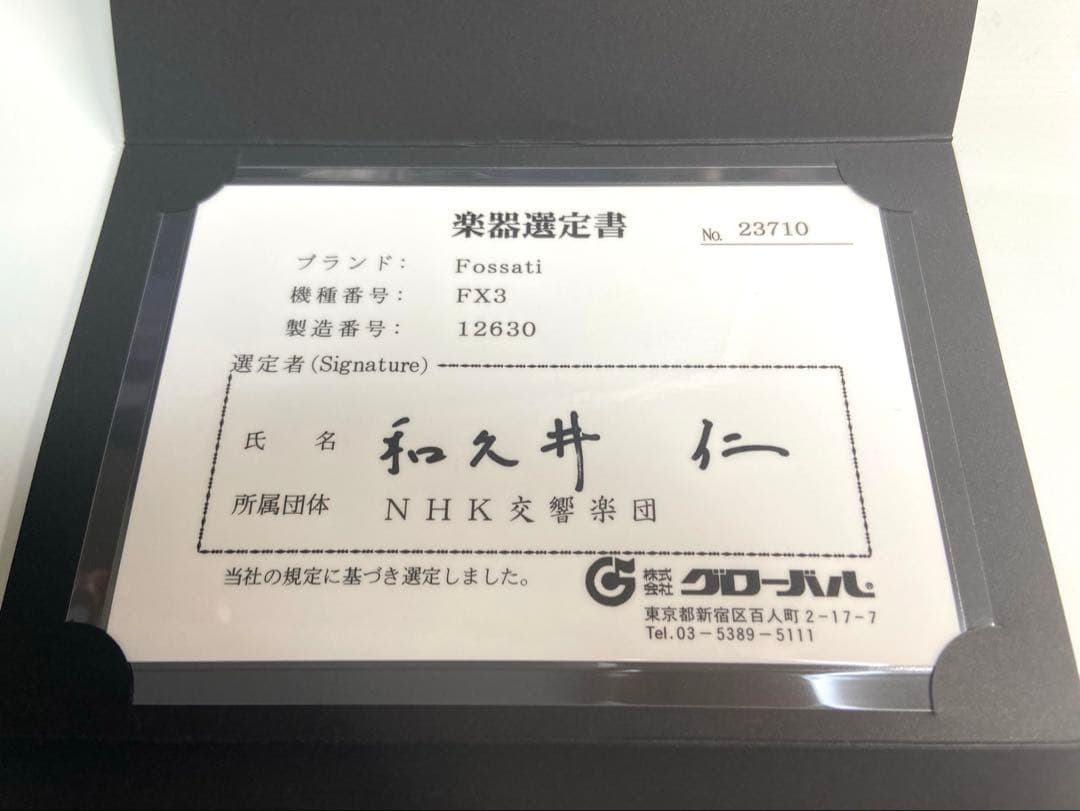 楽器選定書
No. 23710
ブランド： Fossati
機種番号： FX3
製造番号： 12630
選定者(Signature)
氏 名 和久井 仁
所属団体 NHK交響楽団
当社の規定に基づき選定しました。
株式会社 グローバル®
東京都新宿区百人町2-17-7
Tel.03-5389-5111